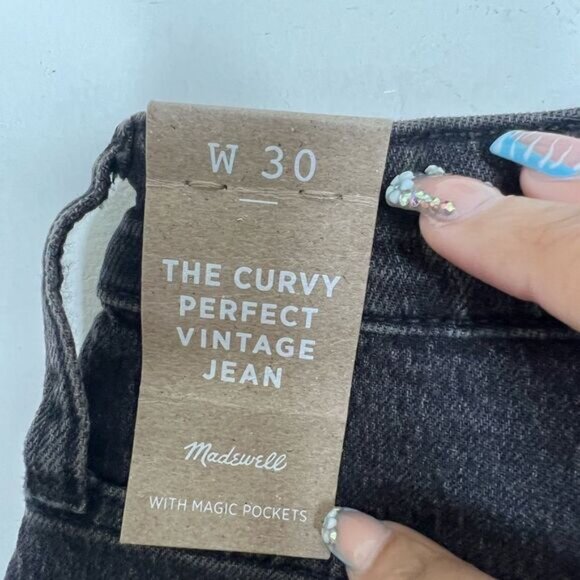 W 30
THE CURVY
PERFECT
VINTAGE
JEAN
Madewell
WITH MAGIC POCKETS